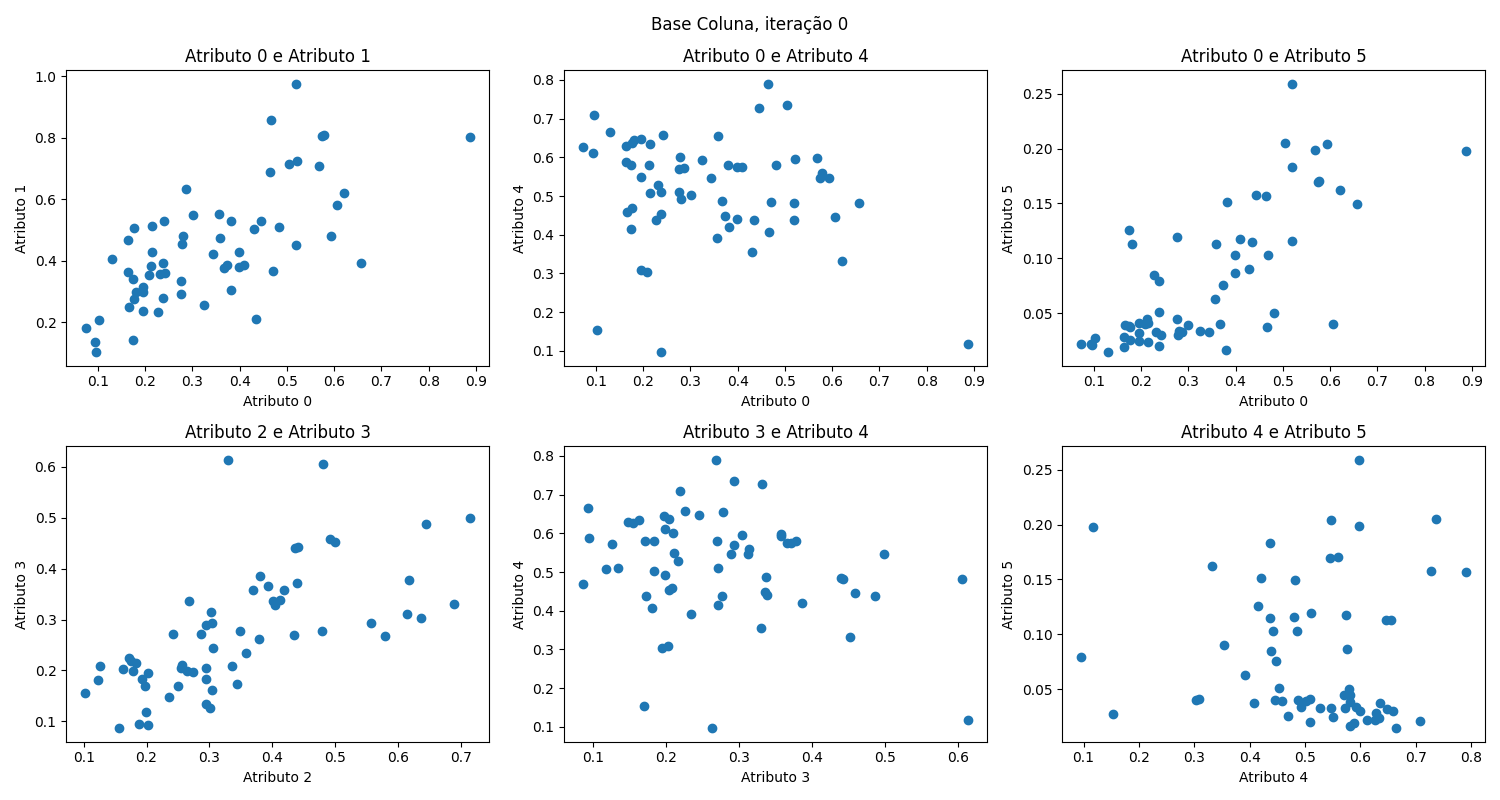 Base Coluna, iteração 0
Atributo 0 e Atributo 1
Atributo 1
1.0
0.8
0.6
0.4
0.2
0.1 0.2 0.3 0.4 0.5 0.6 0.7 0.8 0.9
Atributo 0
Atributo 0 e Atributo 4
Atributo 4
0.8
0.7
0.6
0.5
0.4
0.3
0.2
0.1
0.1 0.2 0.3 0.4 0.5 0.6 0.7 0.8 0.9
Atributo 0
Atributo 0 e Atributo 5
Atributo 5
0.25
0.20
0.15
0.10
0.05
0.1 0.2 0.3 0.4 0.5 0.6 0.7 0.8 0.9
Atributo 0
Atributo 2 e Atributo 3
Atributo 3
0.6
0.5
0.4
0.3
0.2
0.1
0.1 0.2 0.3 0.4 0.5 0.6 0.7
Atributo 2
Atributo 3 e Atributo 4
Atributo 4
0.8
0.7
0.6
0.5
0.4
0.3
0.2
0.1
0.1 0.2 0.3 0.4 0.5 0.6
Atributo 3
Atributo 4 e Atributo 5
Atributo 5
0.25
0.20
0.15
0.10
0.05
0.1 0.2 0.3 0.4 0.5 0.6 0.7 0.8
Atributo 4